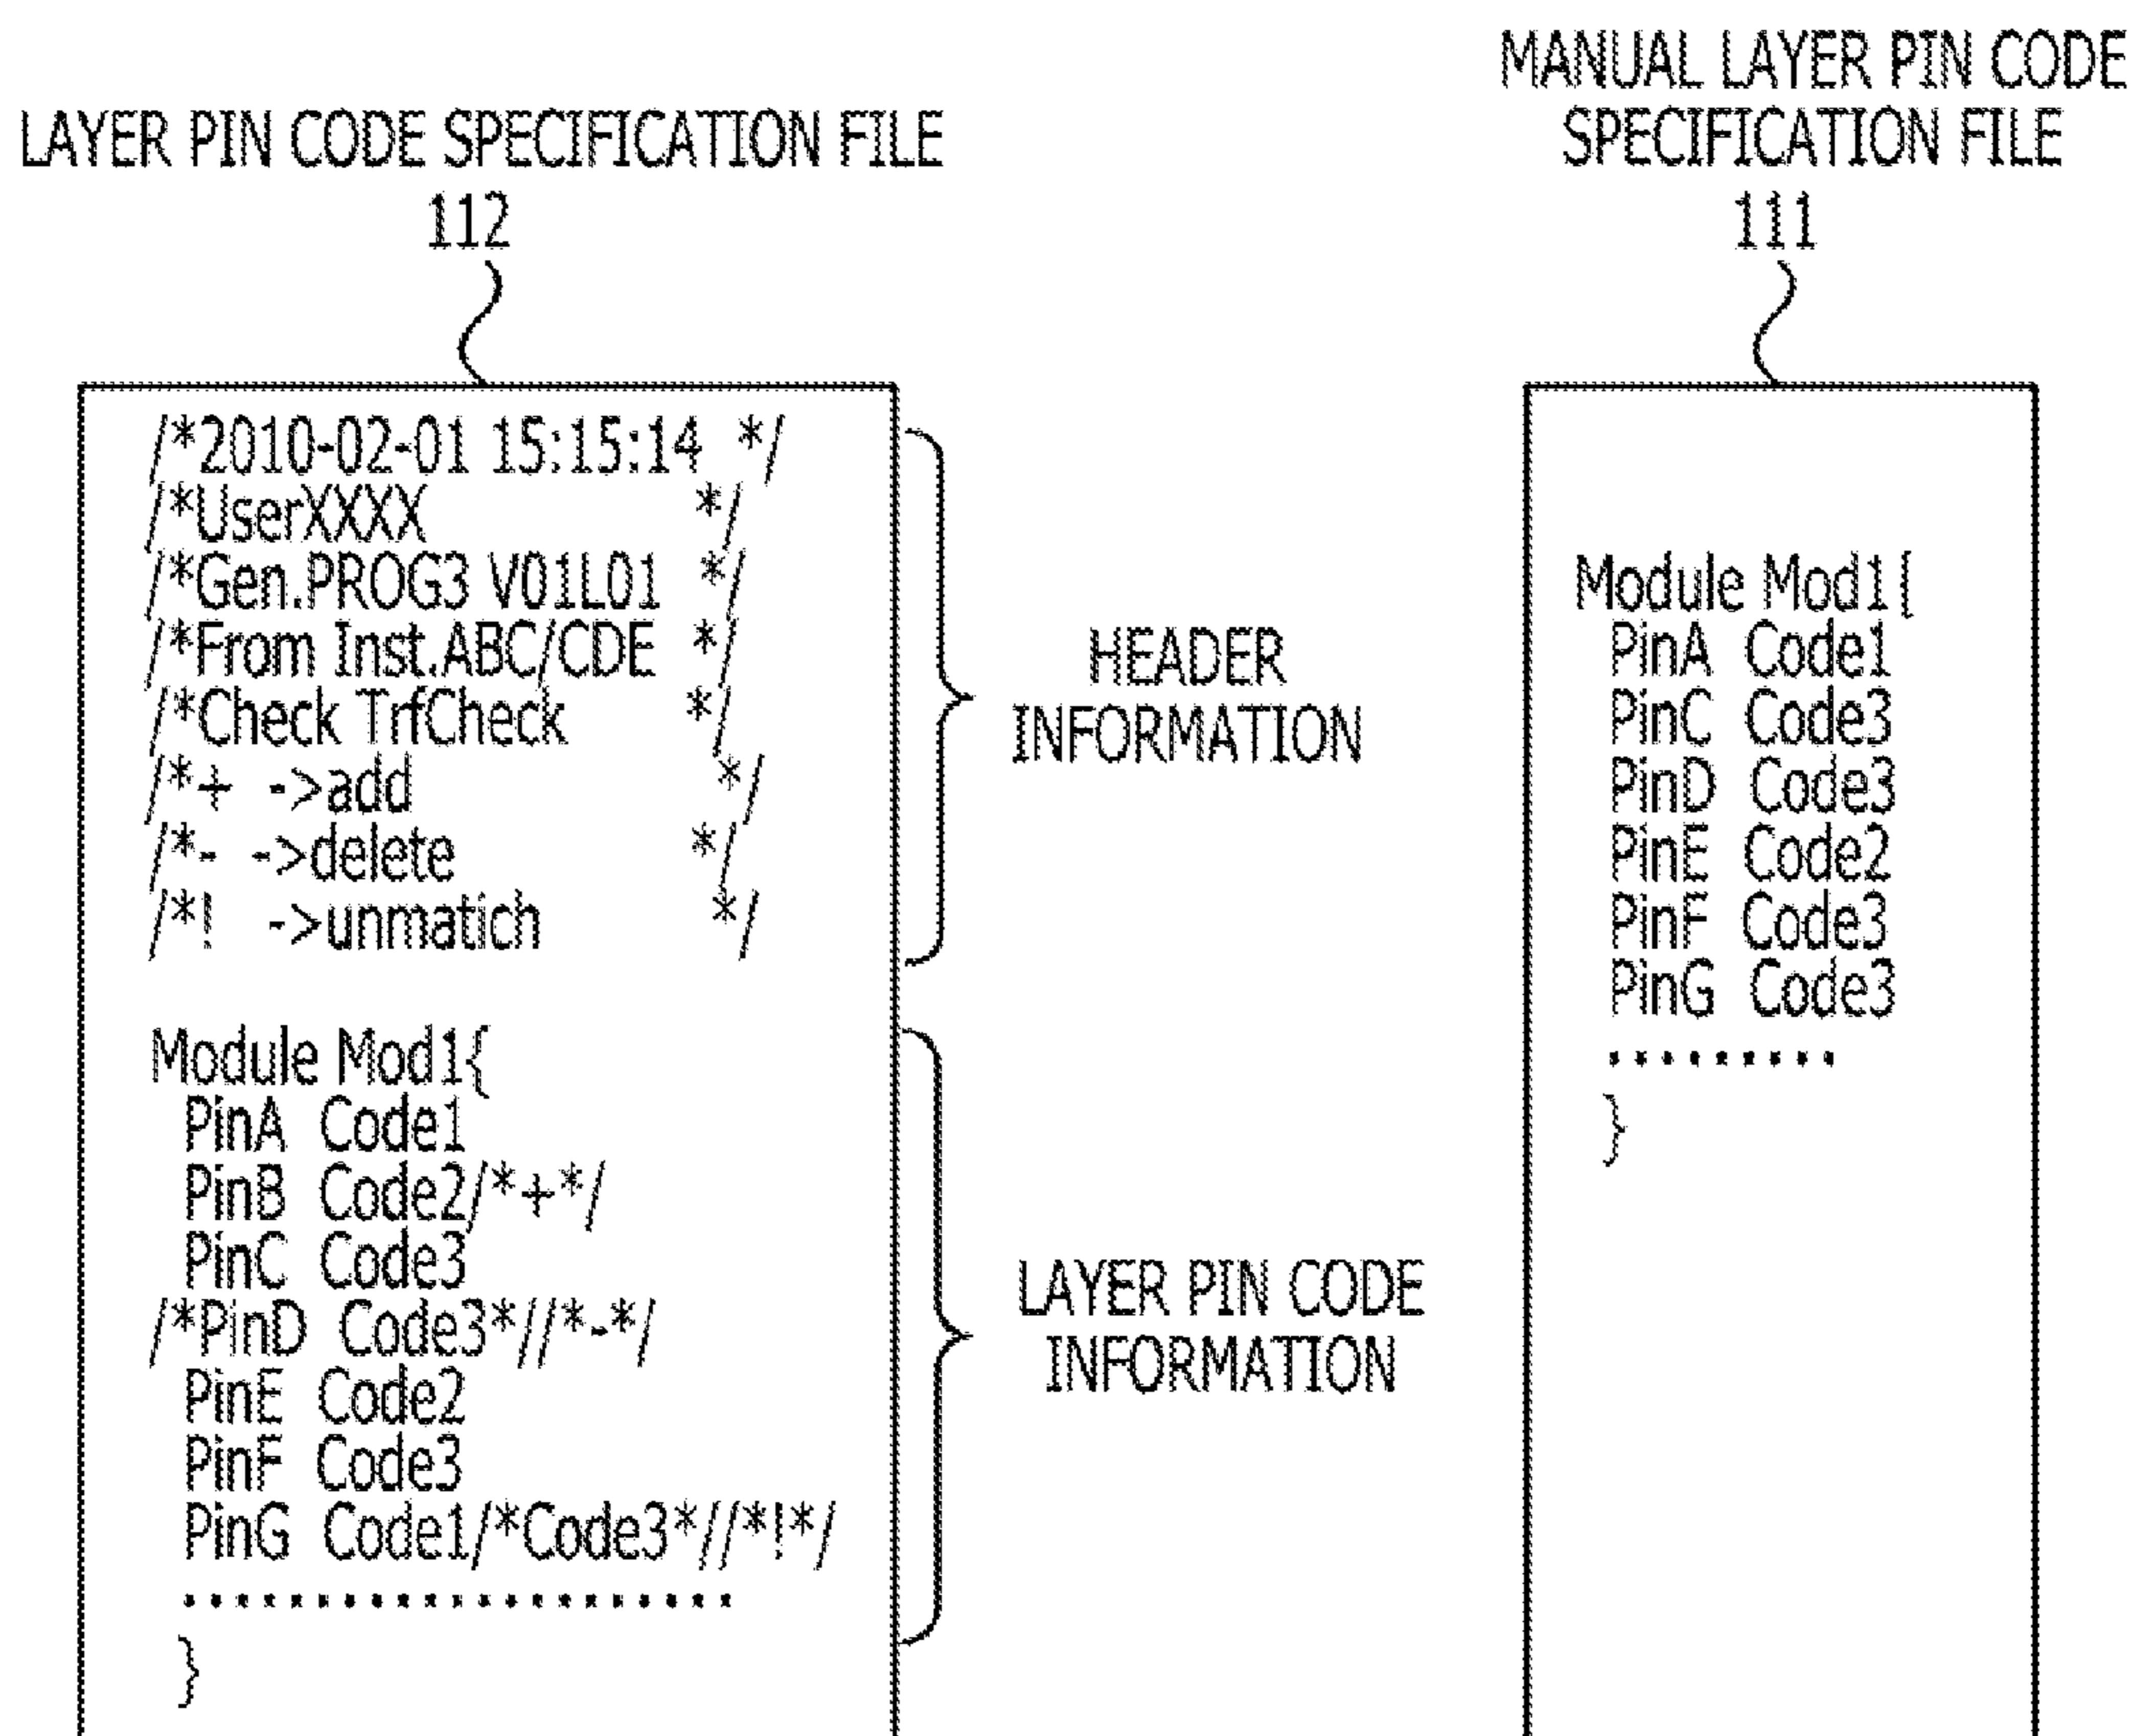 LAYER PIN CODE SPECIFICATION FILE
112
/*2010-02-01 15:15:14 */
/*UserXXXX */
/*Gen.PROG3 V01L01 */
/*From Inst.ABC/CDE */
/*Check TrfCheck */
/*+ ->add */
/*- ->delete */
/*! ->unmatich */
Module Mod1{
PinA Code1
PinB Code2/*+*/
PinC Code3
/*PinD Code3*//*-*/
PinE Code2
PinF Code3
PinG Code1/*Code3*//*!*/
.....................
}
HEADER
INFORMATION
LAYER PIN CODE
INFORMATION
MANUAL LAYER PIN CODE
SPECIFICATION FILE
111
Module Mod1{
PinA Code1
PinC Code3
PinD Code3
PinE Code2
PinF Code3
PinG Code3
.........
}